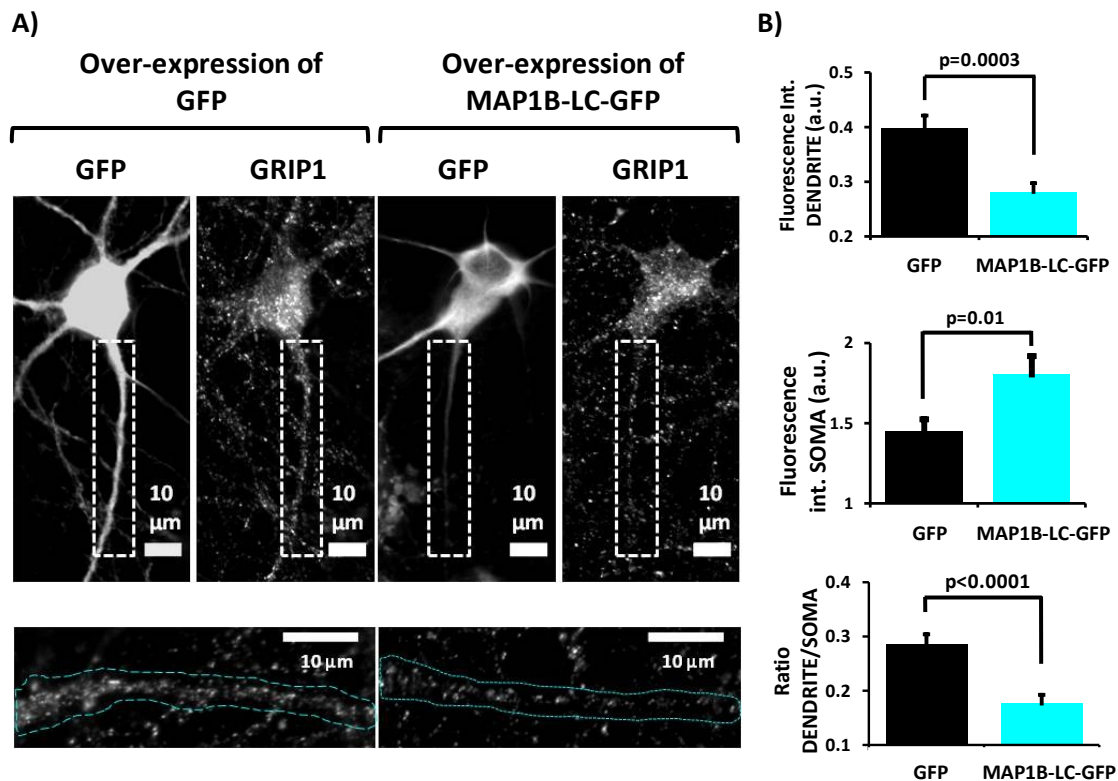 A)
Over-expression of
GFP
Over-expression of
MAP1B-LC-GFP
GFP
GRIP1
GFP
GRIP1
10
µm
10
µm
10
µm
10
µm
10 µm
10 µm
B)
p=0.0003
Fluorescence Int.
DENDRITE (a.u.)
0.5
0.4
0.3
0.2
GFP
MAP1B-LC-GFP
p=0.01
Fluorescence
int. SOMA (a.u.)
2
1.5
1
GFP
MAP1B-LC-GFP
p<0.0001
Ratio
DENDRITE/SOMA
0.4
0.3
0.2
0.1
GFP
MAP1B-LC-GFP